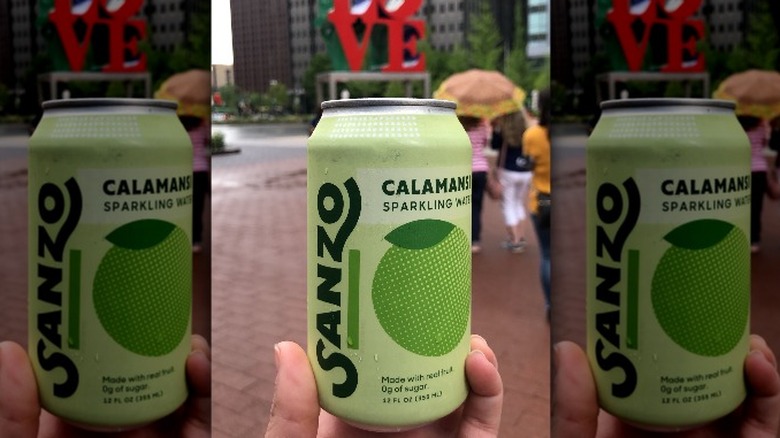 LOVE
SANZO
CALAMANSI
SPARKLING WATER
Made with real fruit.
0g of sugar.
12 FL OZ (355 ML)